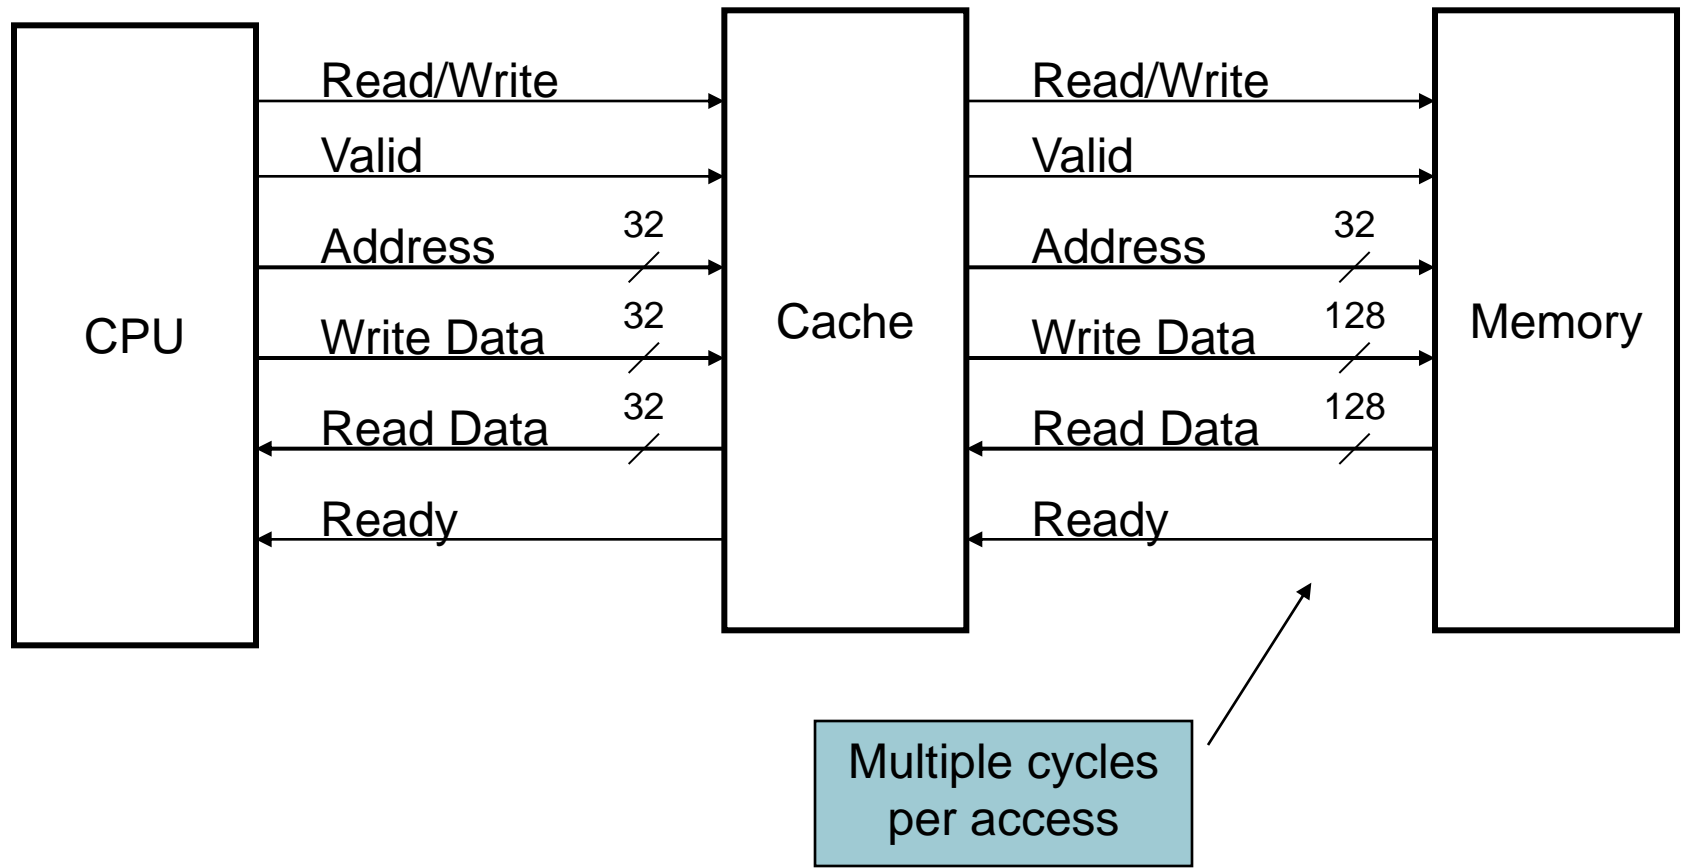 CPU
Read/Write
Valid
Address 32
Write Data 32
Read Data 32
Ready
Cache
Read/Write
Valid
Address 32
Write Data 128
Read Data 128
Ready
Memory
Multiple cycles
per access